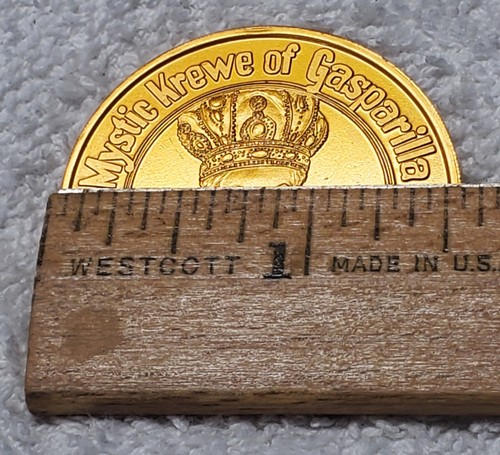 Mystic Krewe of Gasparilla
1
WESTCOTT MADE IN U.S.